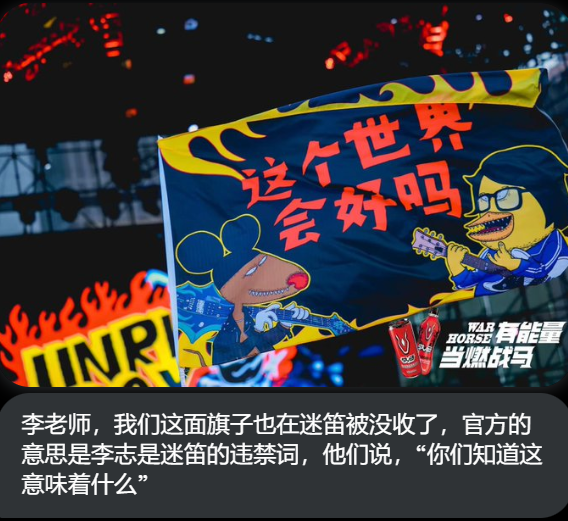 这个世界
会好吗
UNR
WAR
HORSE 有能量
当燃战马
李老师，我们这面旗子也在迷笛被没收了，官方的
意思是李志是迷笛的违禁词，他们说，“你们知道这
意味着什么”